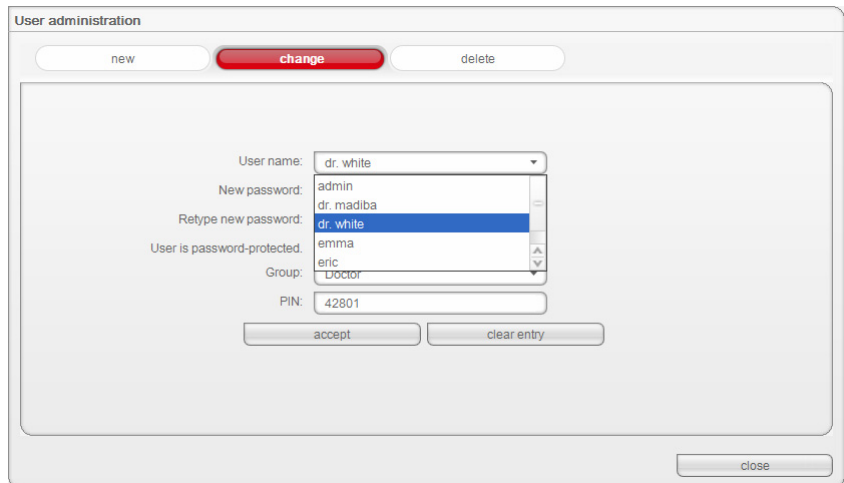 User administration
new change delete
User name: dr. white
admin
New password:
dr. madiba
Retype new password: dr. white
User is password-protected. emma
eric
Group: Doctor
PIN: 42801
accept clear entry
close